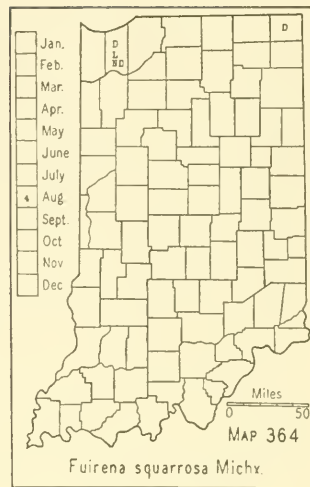 Jan.
Feb.
Mar.
Apr.
May
June
July
4 Aug.
Sept.
Oct
Nov
Dec
D
L
ND
D
Miles
0 50
MAP 364
Fuirena squarrosa Michx.